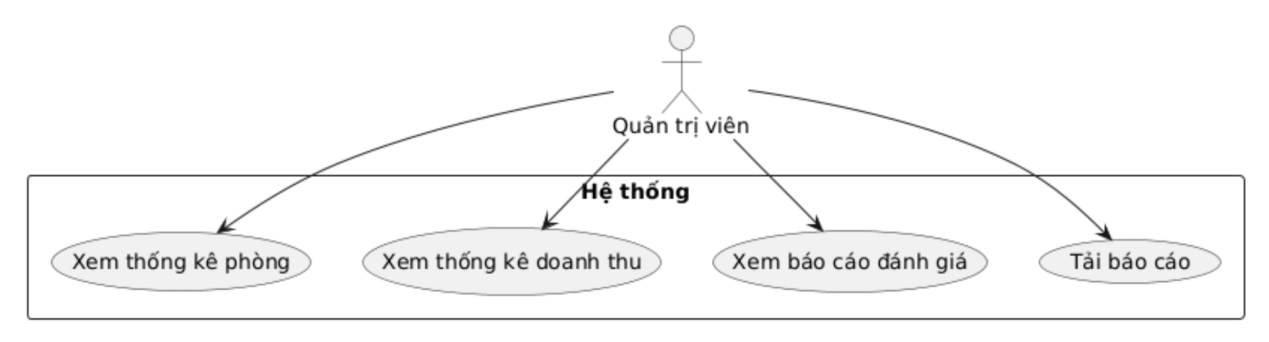 Quản trị viên
Hệ thống
Xem thống kê phòng
Xem thống kê doanh thu
Xem báo cáo đánh giá
Tải báo cáo